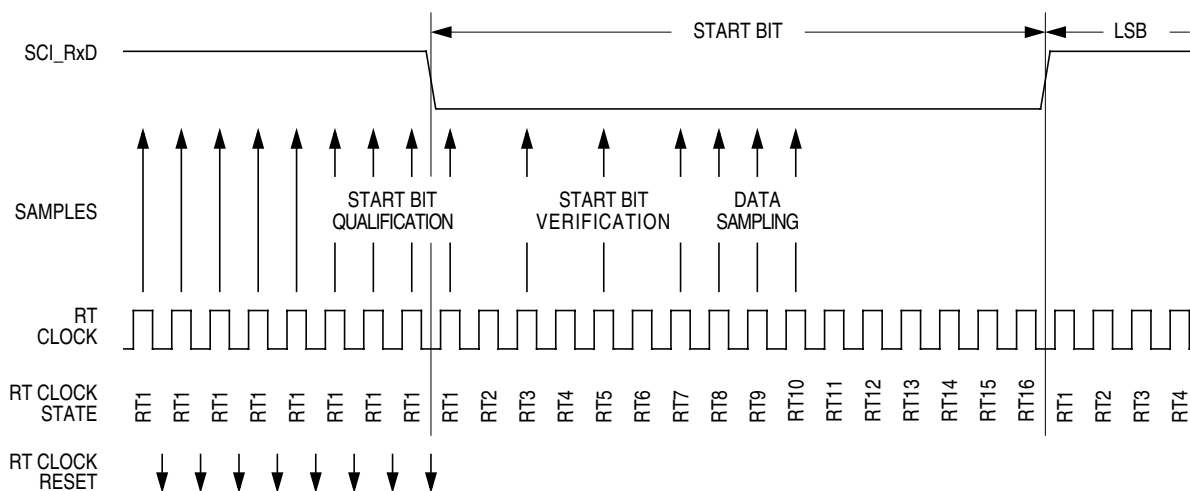 START BIT
LSB
SCI_RxD
SAMPLES
START BIT
QUALIFICATION
START BIT
VERIFICATION
DATA
SAMPLING
RT
CLOCK
RT CLOCK
STATE
RT1 RT1 RT1 RT1 RT1 RT1 RT1 RT1 RT1 RT2 RT3 RT4 RT5 RT6 RT7 RT8 RT9 RT10 RT11 RT12 RT13 RT14 RT15 RT16 RT1 RT2 RT3 RT4
RT CLOCK
RESET